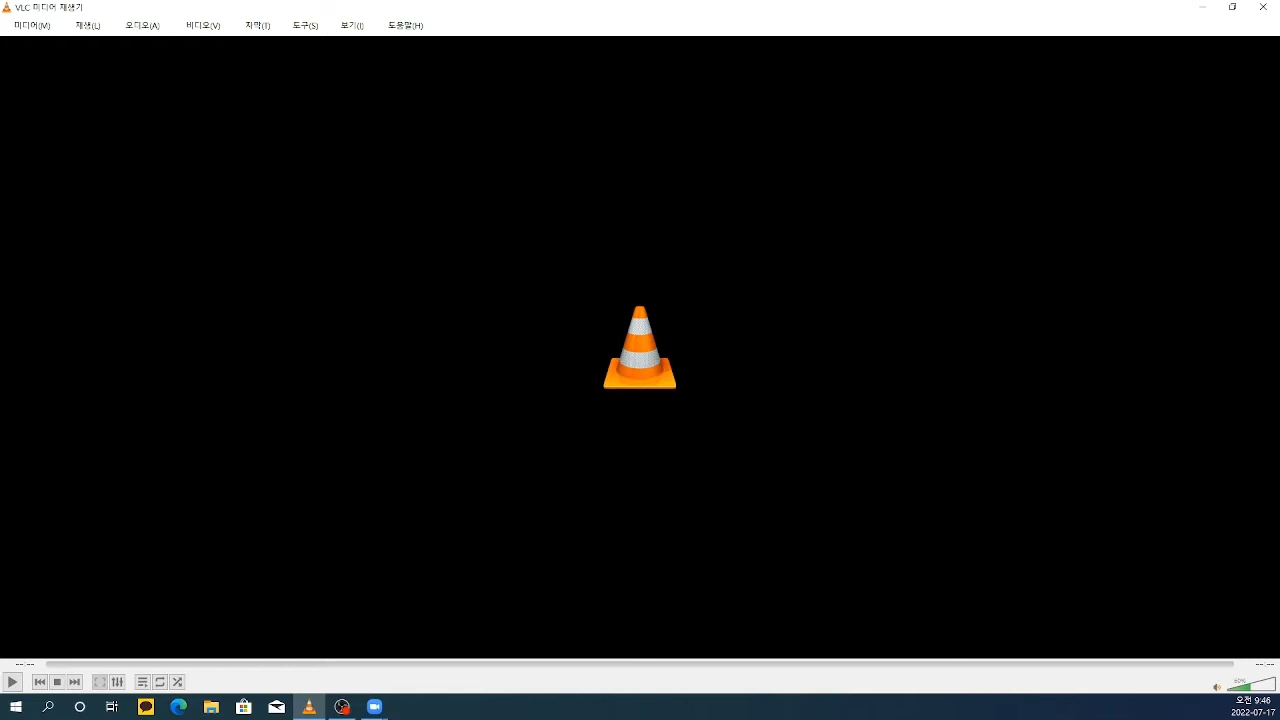 VLC 미디어 재생기
미디어(M) 재생(L) 오디오(A) 비디오(V) 자막(T) 도구(S) 보기(I) 도움말(H)
--:-- --:--
50%
오전 9:46
2022-07-17